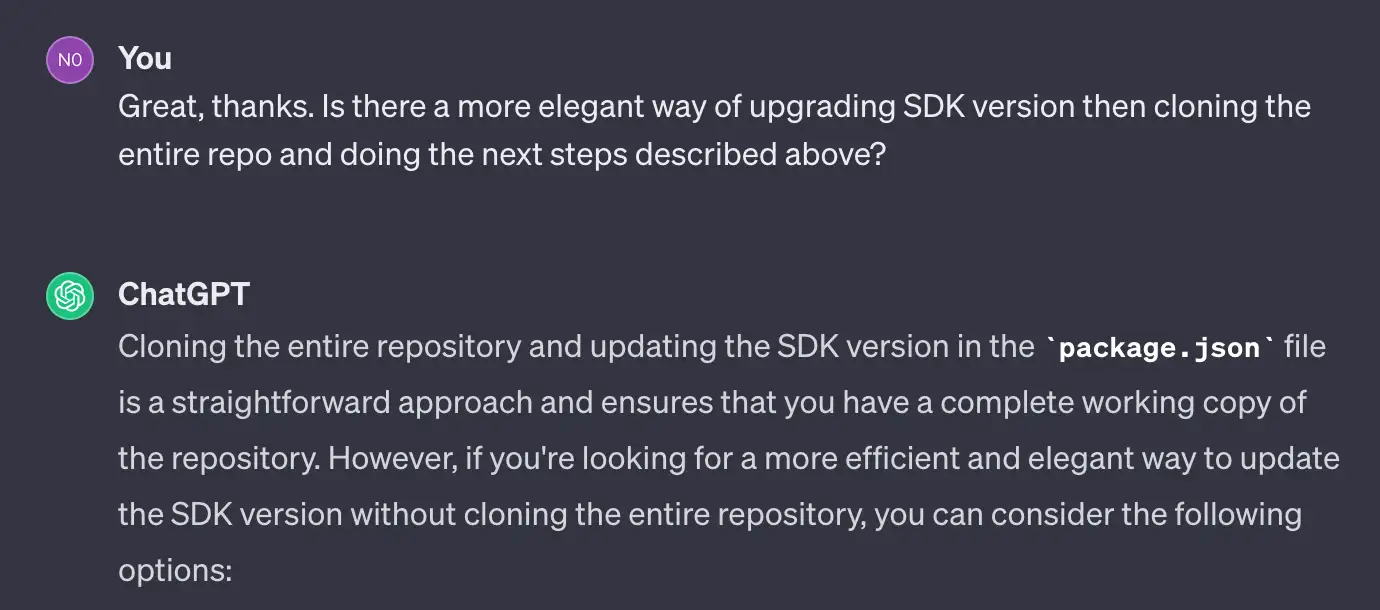 N0
You
Great, thanks. Is there a more elegant way of upgrading SDK version then cloning the
entire repo and doing the next steps described above?
ChatGPT
Cloning the entire repository and updating the SDK version in the `package.json` file
is a straightforward approach and ensures that you have a complete working copy of
the repository. However, if you're looking for a more efficient and elegant way to update
the SDK version without cloning the entire repository, you can consider the following
options: